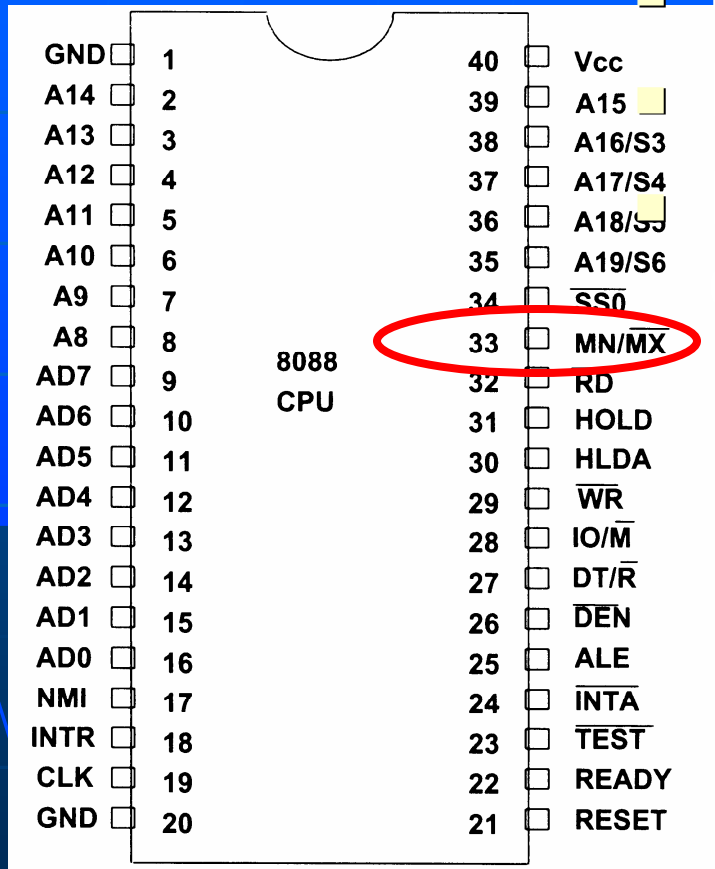 GND 1 40 Vcc
A14 2 39 A15
A13 3 38 A16/S3
A12 4 37 A17/S4
A11 5 36 A18/S5
A10 6 35 A19/S6
A9 7 34 SS0
A8 8 33 MN/MX
AD7 9 8088 32 RD
AD6 10 CPU 31 HOLD
AD5 11 30 HLDA
AD4 12 29 WR
AD3 13 28 IO/M
AD2 14 27 DT/R
AD1 15 26 DEN
AD0 16 25 ALE
NMI 17 24 INTA
INTR 18 23 TEST
CLK 19 22 READY
GND 20 21 RESET